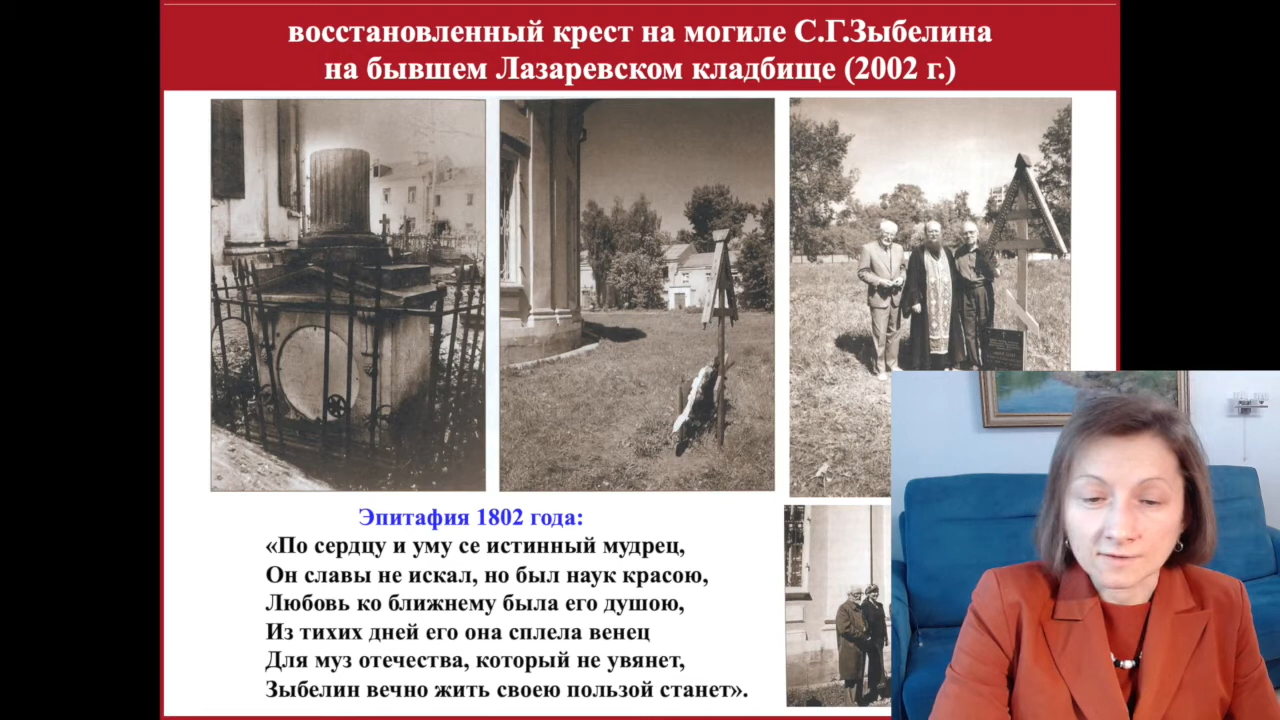 восстановленный крест на могиле С.Г.Зыбелина
на бывшем Лазаревском кладбище (2002 г.)
Эпитафия 1802 года:
«По сердцу и уму се истинный мудрец,
Он славы не искал, но был наук красою,
Любовь ко ближнему была его душою,
Из тихих дней его она сплела венец
Для муз отечества, который не увянет,
Зыбелин вечно жить своею пользой станет».